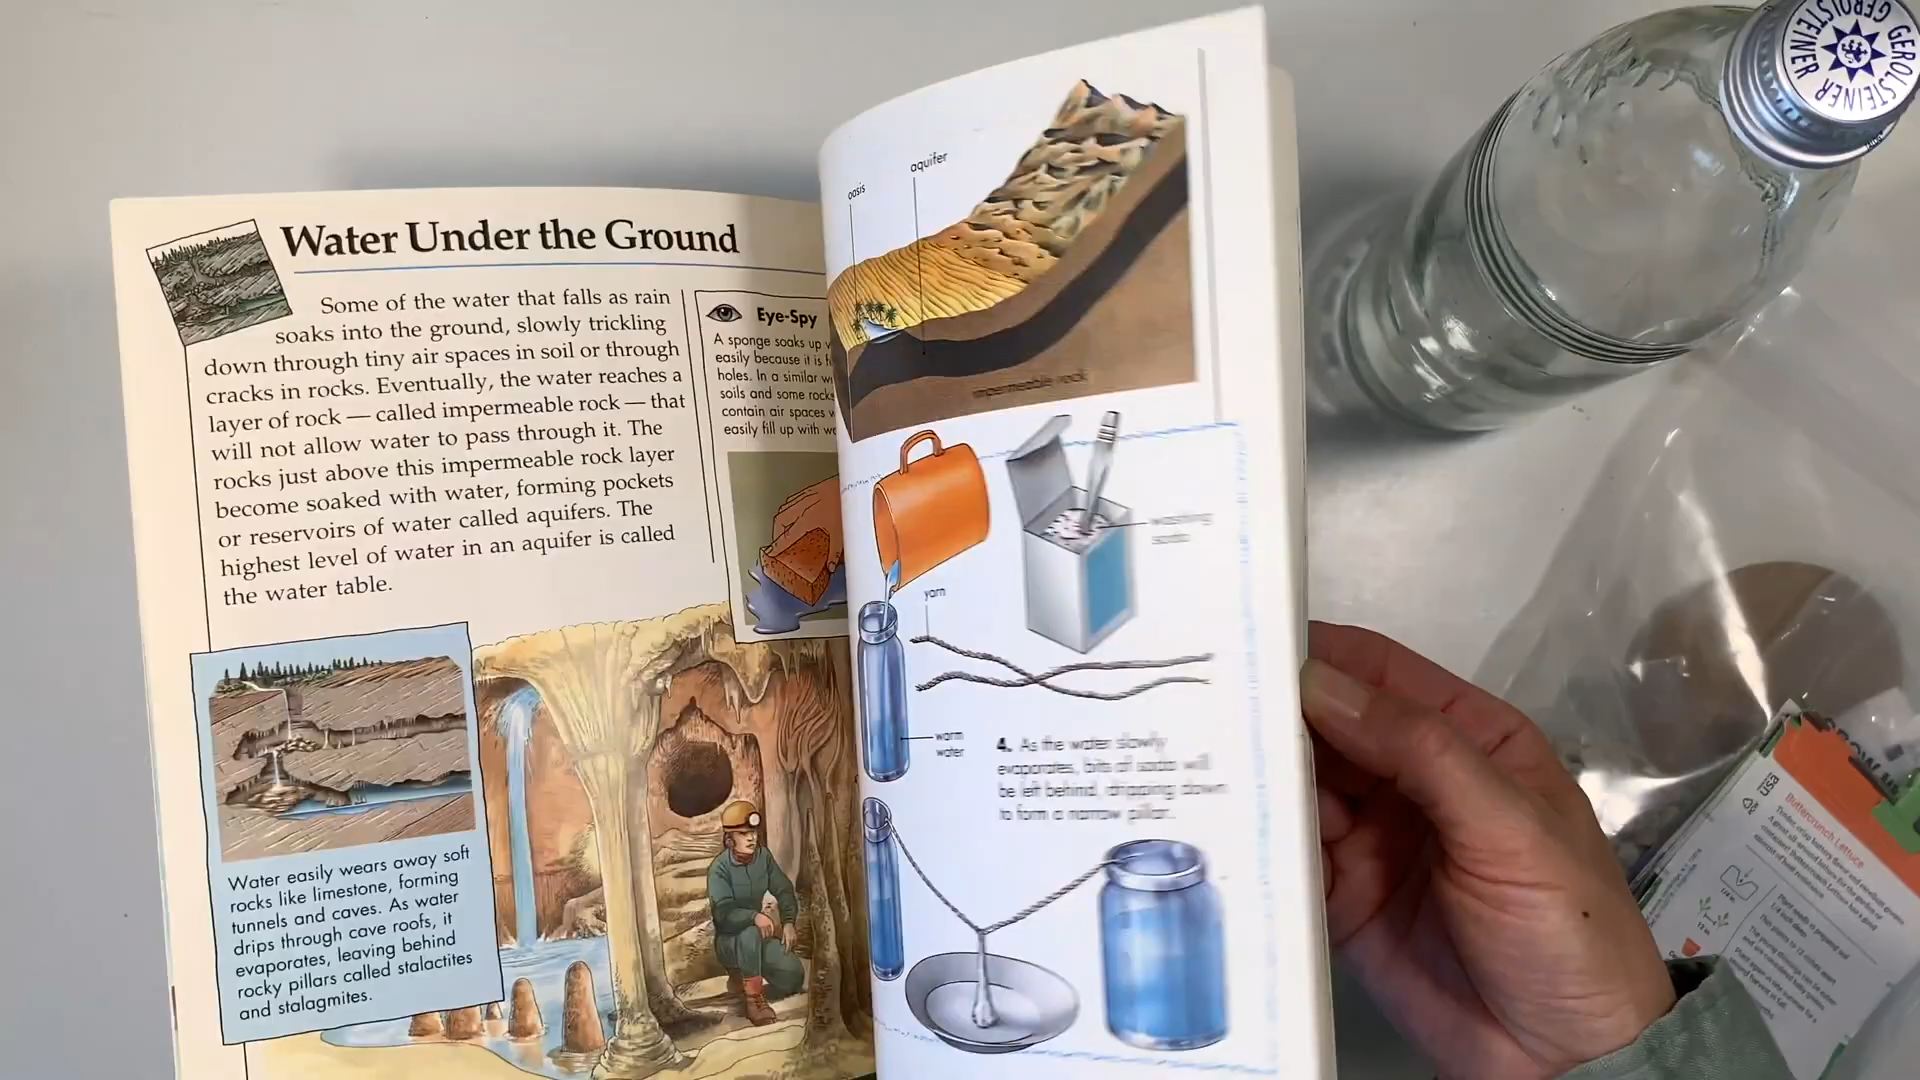 Water Under the Ground
Some of the water that falls as rain
soaks into the ground, slowly trickling
down through tiny air spaces in soil or through
cracks in rocks. Eventually, the water reaches a
layer of rock — called impermeable rock — that
will not allow water to pass through it. The
rocks just above this impermeable rock layer
become soaked with water, forming pockets
or reservoirs of water called aquifers. The
highest level of water in an aquifer is called
the water table.
Eye-Spy
A sponge soaks up
easily because it is
holes. In a similar
soils and some rocks
contain air spaces
easily fill up with
Water easily wears away soft
rocks like limestone, forming
tunnels and caves. As water
drips through cave roofs, it
evaporates, leaving behind
rocky pillars called stalactites
and stalagmites.
oasis
aquifer
impermeable rock
washing
soda
yarn
warm
water
4. As the water slowly
evaporates, bits of soda will
be left behind, dripping down
to form a narrow pillar.
GEROLSTEINER
GEROLSTEINER
Buttercrunch Lettuce